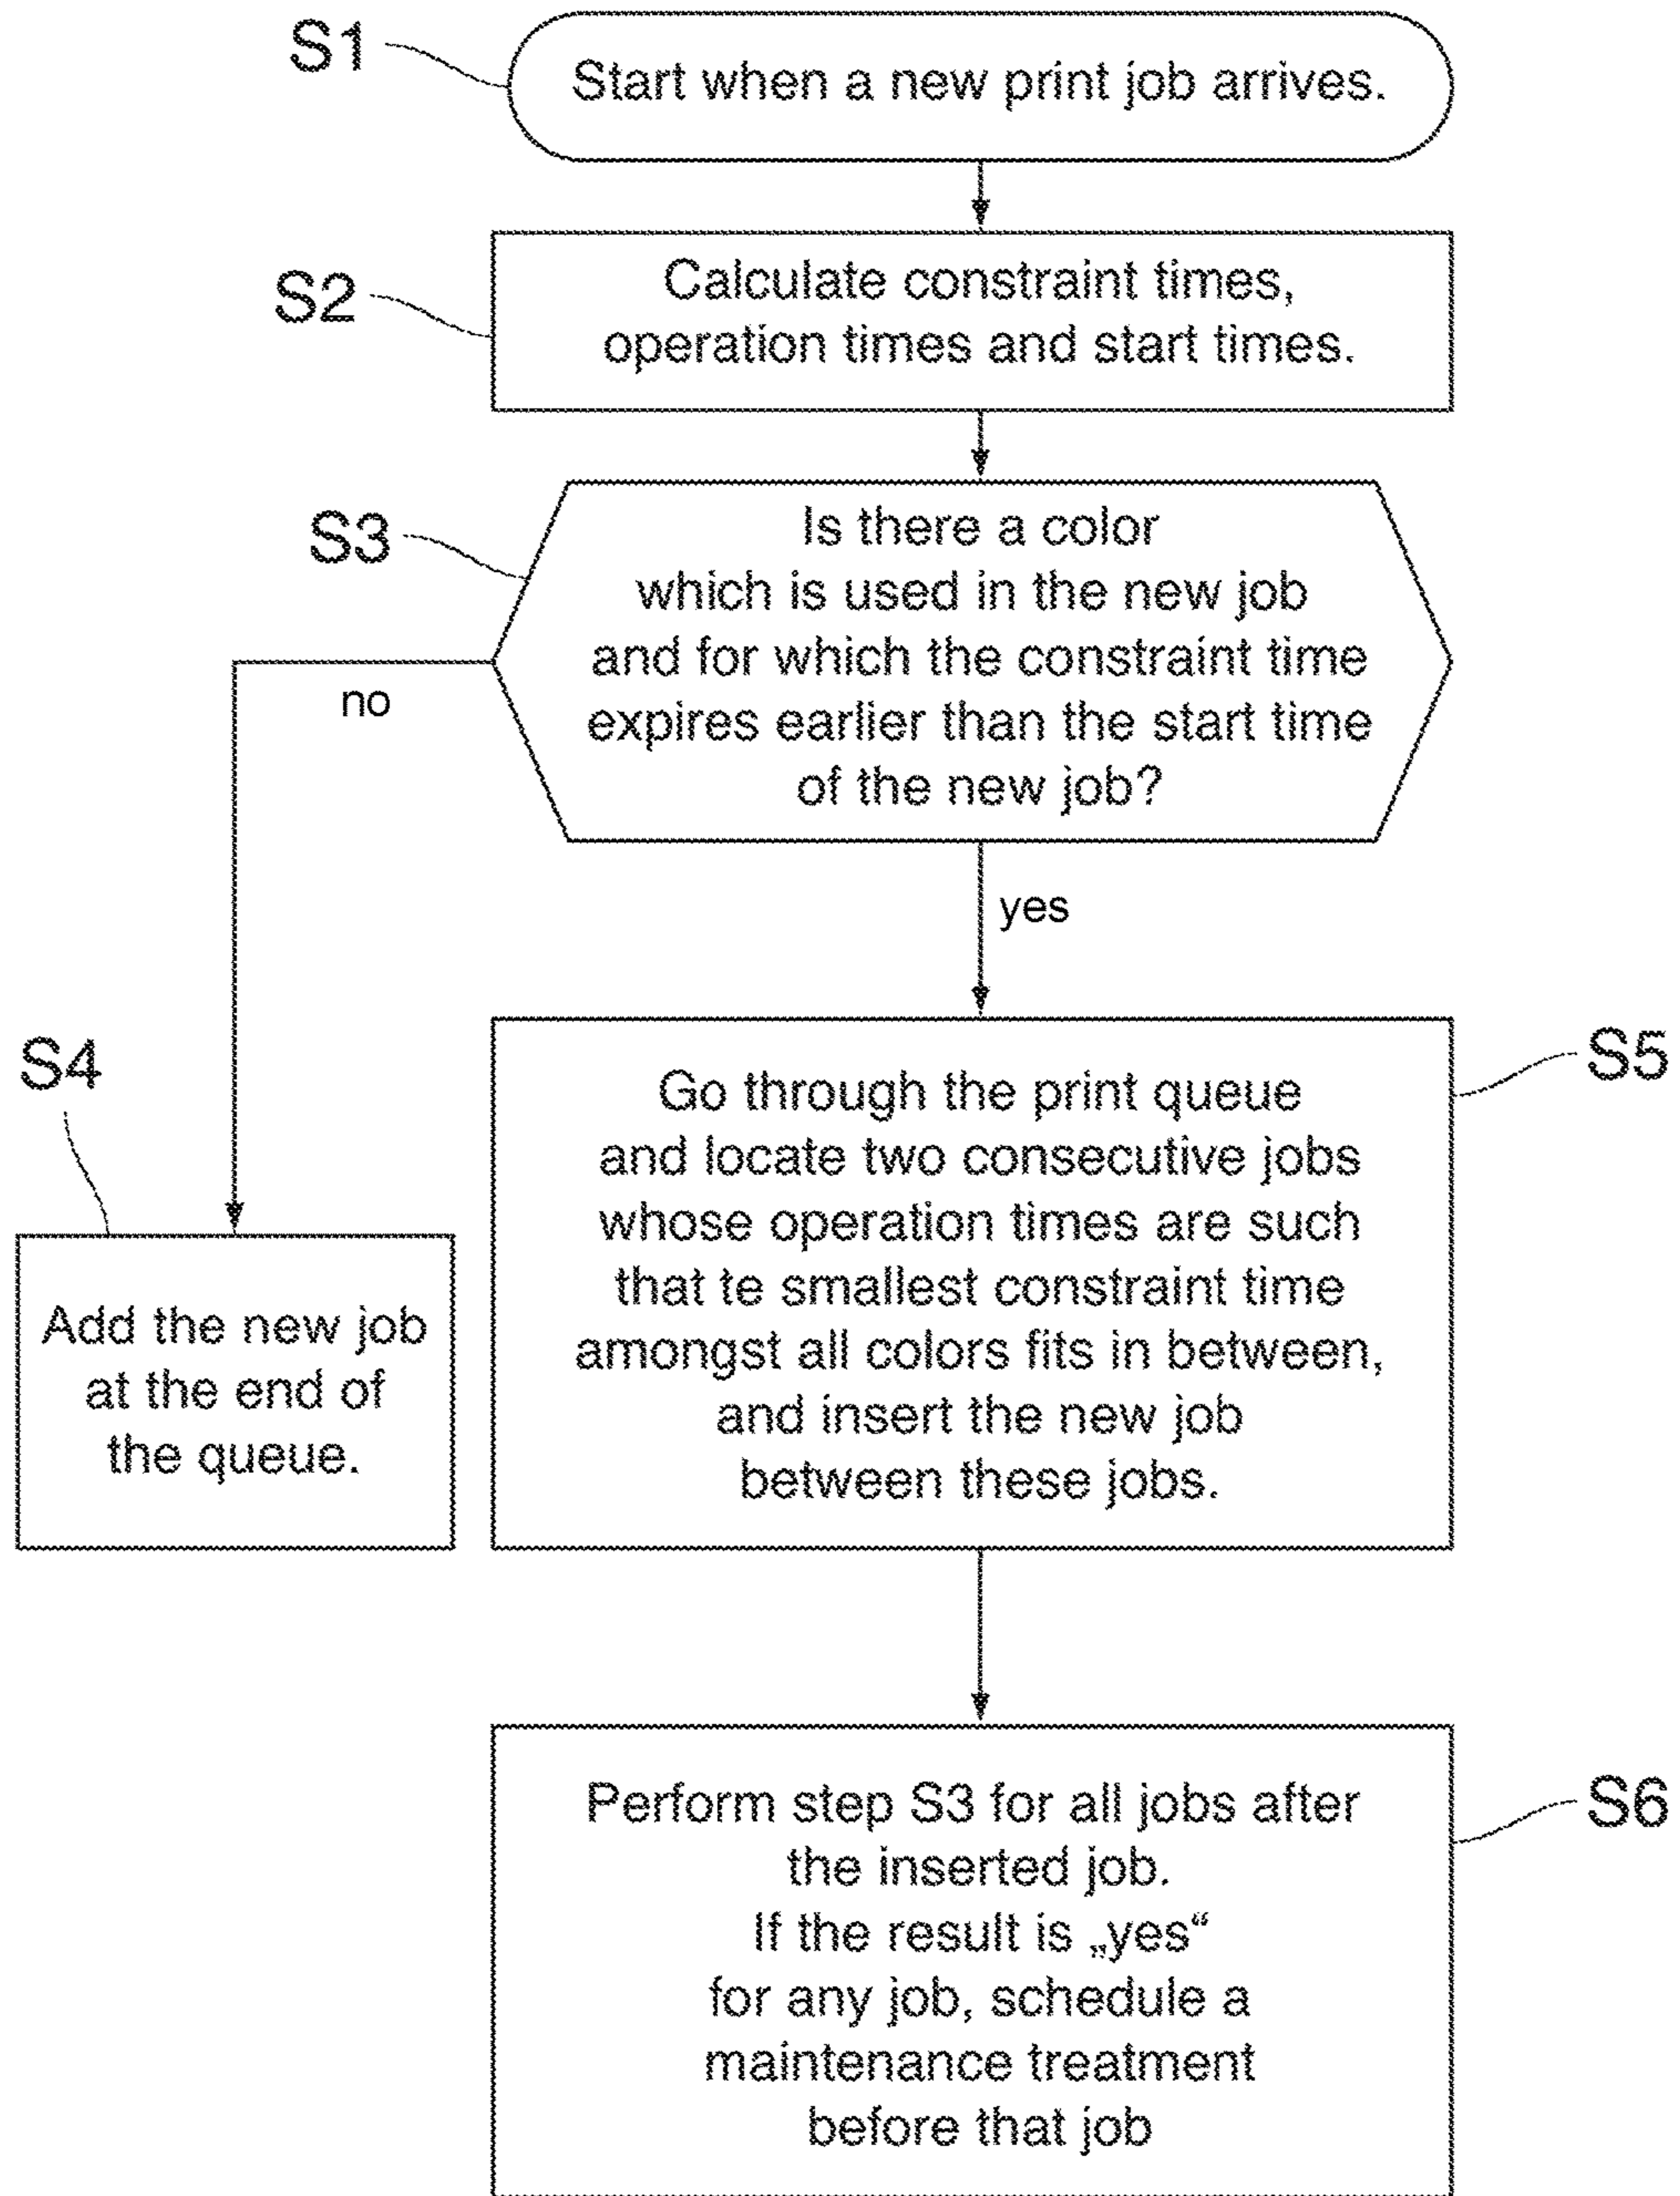 S1
Start when a new print job arrives.
S2
Calculate constraint times,
operation times and start times.
S3
Is there a color
which is used in the new job
and for which the constraint time
expires earlier than the start time
of the new job?
no
yes
S4
Add the new job
at the end of
the queue.
S5
Go through the print queue
and locate two consecutive jobs
whose operation times are such
that te smallest constraint time
amongst all colors fits in between,
and insert the new job
between these jobs.
S6
Perform step S3 for all jobs after
the inserted job.
If the result is „yes“
for any job, schedule a
maintenance treatment
before that job